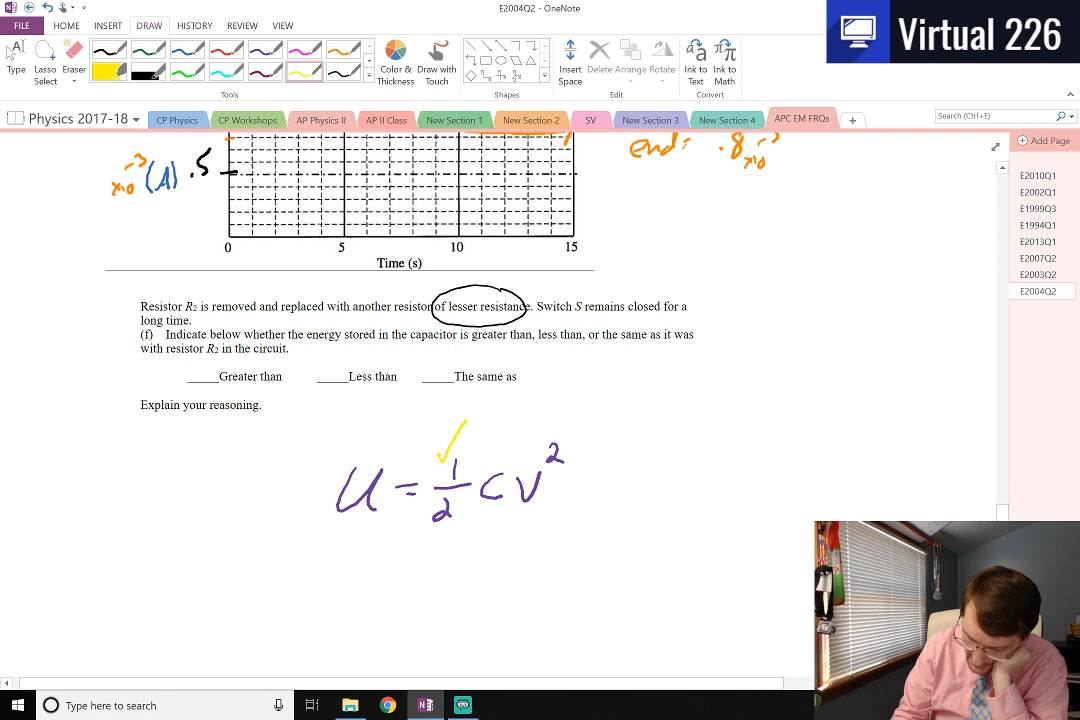 E2004Q2 - OneNote
Virtual 226
FILE HOME INSERT DRAW HISTORY REVIEW VIEW
Type
Lasso Select
Eraser
Color & Thickness
Draw with Touch
Insert Space
Delete
Arrange
Rotate
Ink to Text
Ink to Math
Tools
Shapes
Edit
Convert
Physics 2017-18
CP Physics
CP Workshops
AP Physics II
AP II Class
New Section 1
New Section 2
SV
New Section 3
New Section 4
APC EM FRQs
Search (Ctrl+E)
Add Page
E2010Q1
E2002Q1
E1999Q3
E1994Q1
E2013Q1
E2007Q2
E2003Q2
E2004Q2
end = .8 x10⁻³
x10⁻³ (A) .5
0 5 10 15
Time (s)
Resistor R₂ is removed and replaced with another resistor of lesser resistance. Switch S remains closed for a
long time.
(f) Indicate below whether the energy stored in the capacitor is greater than, less than, or the same as it was
with resistor R₂ in the circuit.
_____Greater than _____Less than _____The same as
Explain your reasoning.
U = 1/2 CV²
Type here to search